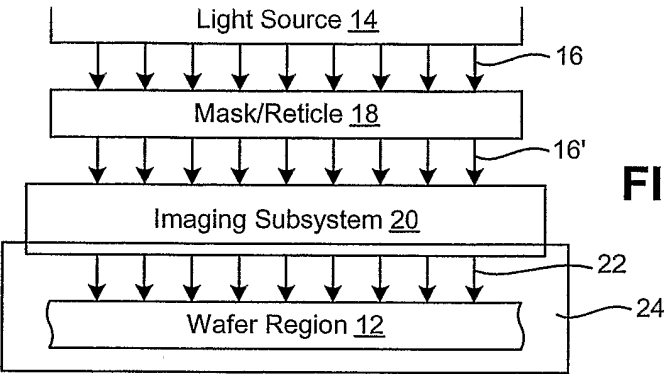 Light Source 14
16
Mask/Reticle 18
16'
FI
Imaging Subsystem 20
22
24
Wafer Region 12